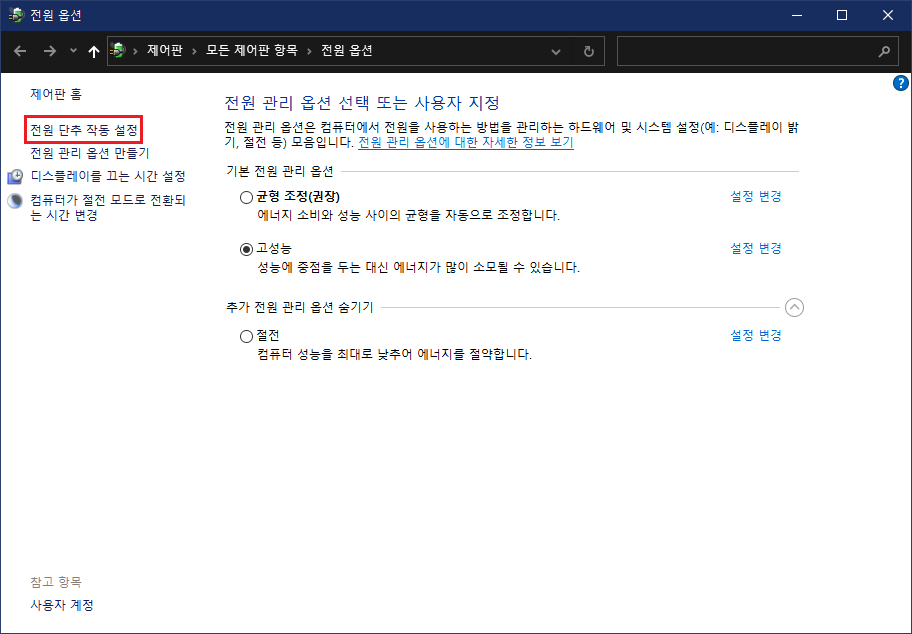 전원 옵션
제어판 › 모든 제어판 항목 › 전원 옵션
제어판 홈
전원 단추 작동 설정
전원 관리 옵션 만들기
디스플레이를 끄는 시간 설정
컴퓨터가 절전 모드로 전환되
는 시간 변경
전원 관리 옵션 선택 또는 사용자 지정
전원 관리 옵션은 컴퓨터에서 전원을 사용하는 방법을 관리하는 하드웨어 및 시스템 설정(예: 디스플레이 밝
기, 절전 등) 모음입니다. 전원 관리 옵션에 대한 자세한 정보 보기
기본 전원 관리 옵션
균형 조정(권장) 설정 변경
에너지 소비와 성능 사이의 균형을 자동으로 조정합니다.
고성능 설정 변경
성능에 중점을 두는 대신 에너지가 많이 소모될 수 있습니다.
추가 전원 관리 옵션 숨기기
절전 설정 변경
컴퓨터 성능을 최대로 낮추어 에너지를 절약합니다.
참고 항목
사용자 계정